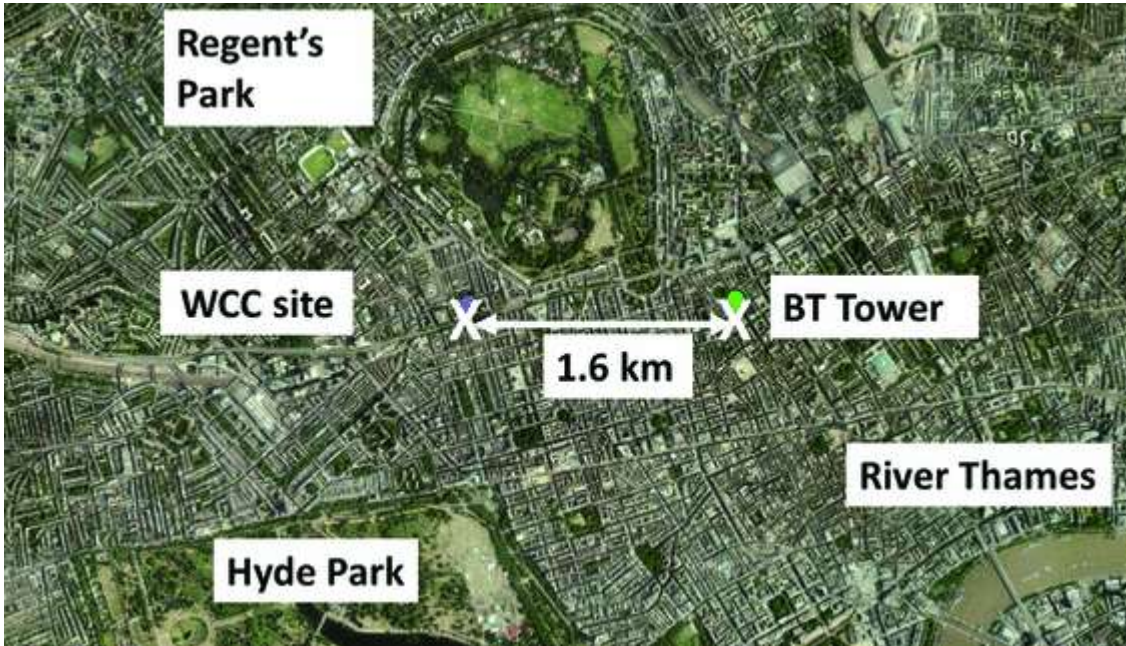 Regent's
Park
WCC site
X
X
BT Tower
1.6 km
River Thames
Hyde Park